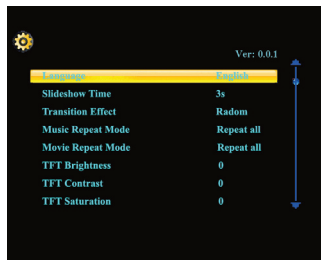 Ver: 0.0.1
Language English
Slideshow Time 3s
Transition Effect Radom
Music Repeat Mode Repeat all
Movie Repeat Mode Repeat all
TFT Brightness 0
TFT Contrast 0
TFT Saturation 0